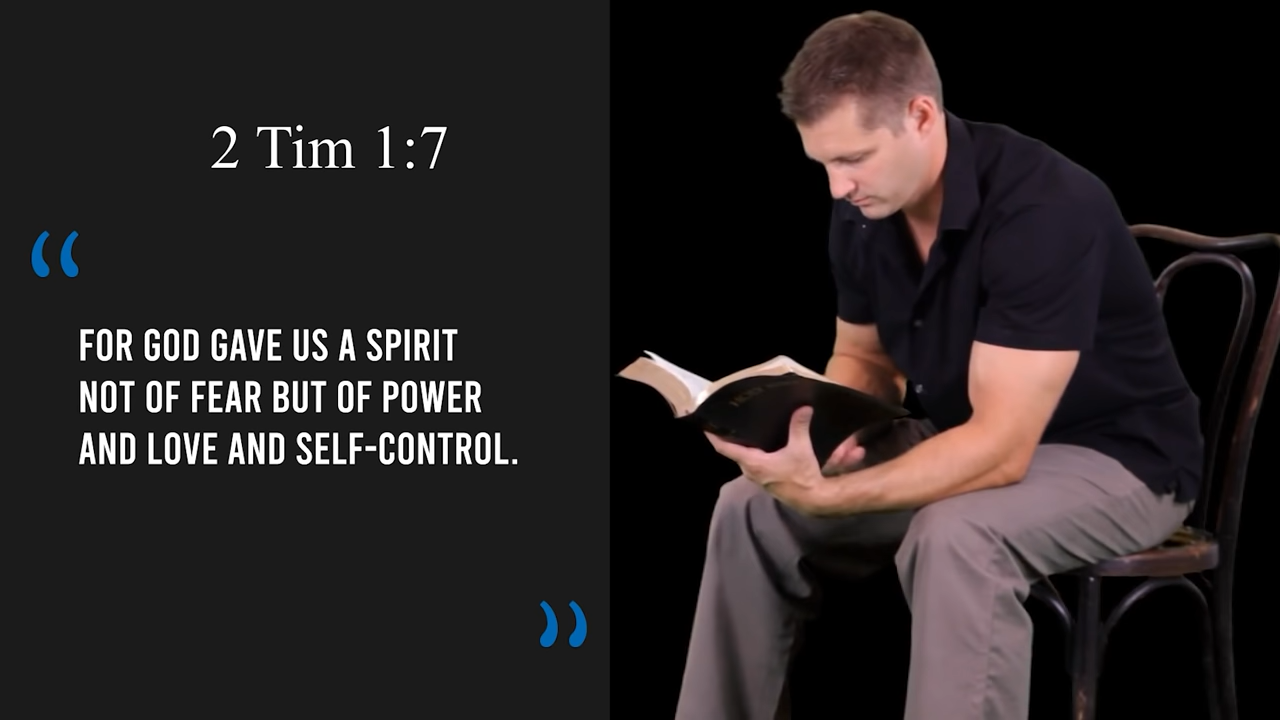 2 Tim 1:7
“
FOR GOD GAVE US A SPIRIT
NOT OF FEAR BUT OF POWER
AND LOVE AND SELF-CONTROL.
”